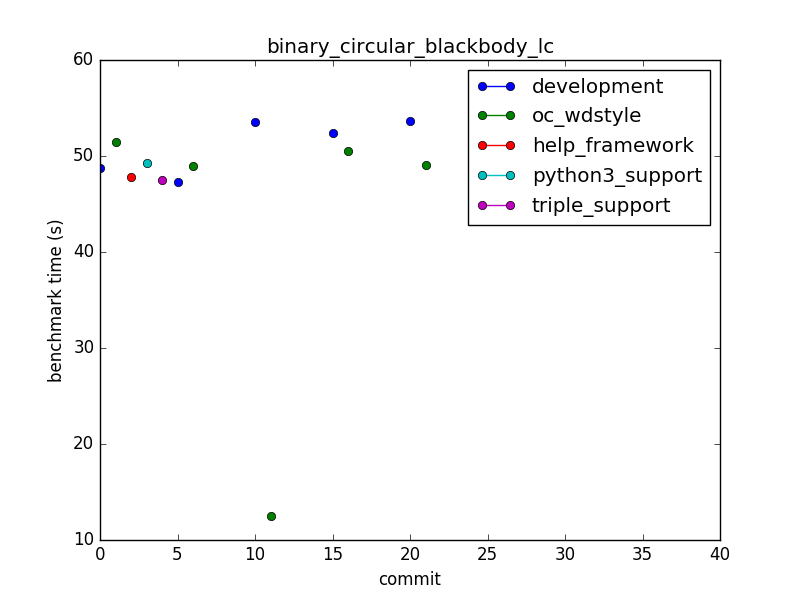 binary_circular_blackbody_lc
60
50
40
30
20
10
benchmark time (s)
development
oc_wdstyle
help_framework
python3_support
triple_support
0 5 10 15 20 25 30 35 40
commit